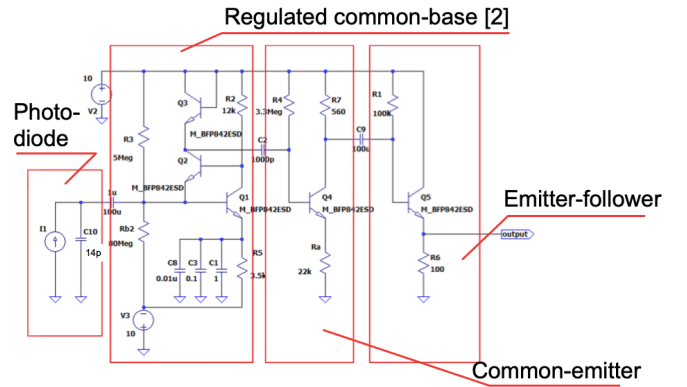 Regulated common-base [2]
Photo-
diode
Emitter-follower
Common-emitter
10
V2
R3
5Meg
Q3
M_BFP842ESD
Q2
M_BFP842ESD
R2
12k
C2
1000p
R4
3.3Meg
R7
560
C9
100u
R1
100k
1u
100u
Q1
M_BFP842ESD
Q4
M_BFP842ESD
Q5
M_BFP842ESD
output
I1
C10
14p
Rb2
80Meg
C8
0.01u
C3
0.1
C1
1
R5
3.5k
Ra
22k
R6
100
V3
10